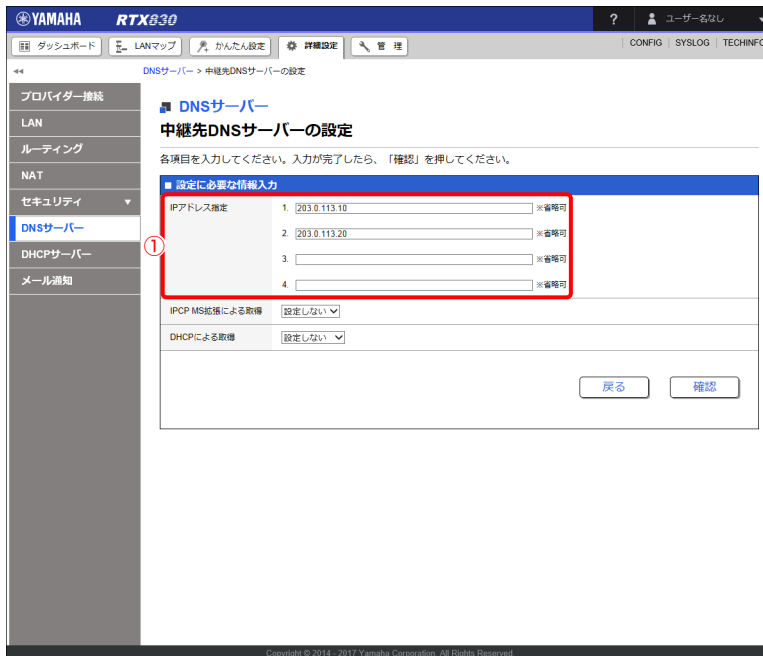 YAMAHA RTX830 ? ユーザー名なし
ダッシュボード LANマップ かんたん設定 詳細設定 管 理 CONFIG SYSLOG TECHINFO
DNSサーバー > 中継先DNSサーバーの設定
プロバイダー接続
LAN
ルーティング
NAT
セキュリティ
DNSサーバー
DHCPサーバー
メール通知
DNSサーバー
中継先DNSサーバーの設定
各項目を入力してください。入力が完了したら、「確認」を押してください。
■ 設定に必要な情報入力
①
IPアドレス指定 1. 203.0.113.10 ※省略可
2. 203.0.113.20 ※省略可
3. ※省略可
4. ※省略可
IPCP MS拡張による取得 設定しない
DHCPによる取得 設定しない
戻る 確認
Copyright © 2014 - 2017 Yamaha Corporation. All Rights Reserved.